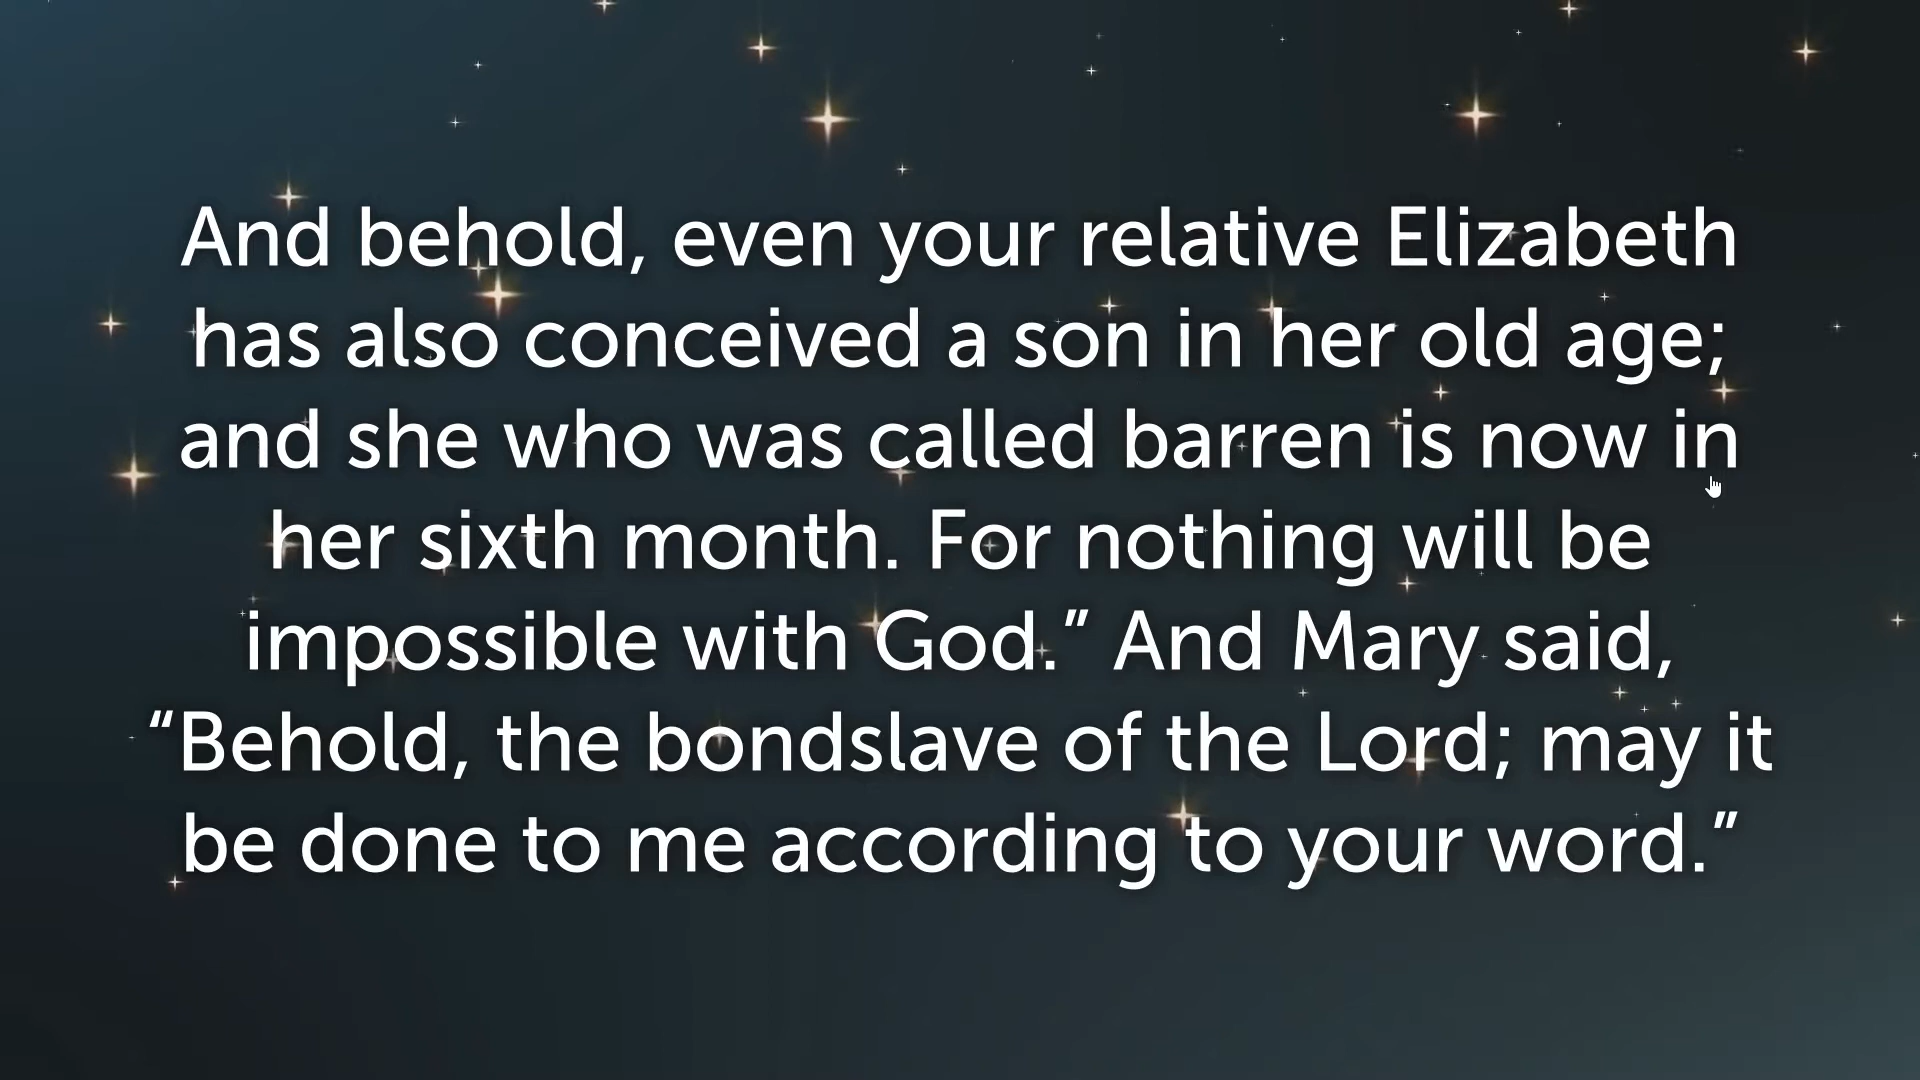 And behold, even your relative Elizabeth
has also conceived a son in her old age;
and she who was called barren is now in
her sixth month. For nothing will be
impossible with God.” And Mary said,
“Behold, the bondslave of the Lord; may it
be done to me according to your word.”